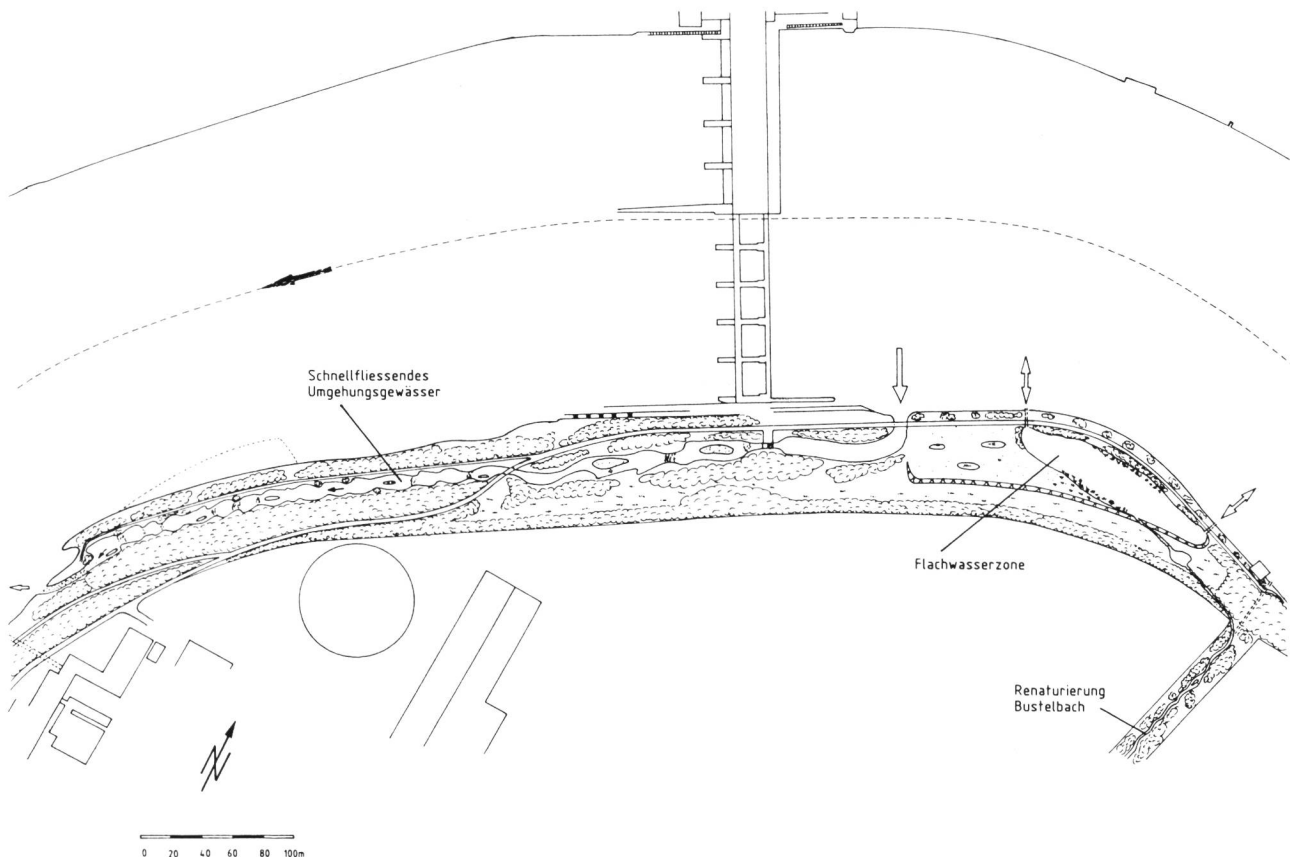 Schnellfliessendes
Umgehungsgewässer
Flachwasserzone
Renaturierung
Bustelbach
N
0 20 40 60 80 100m